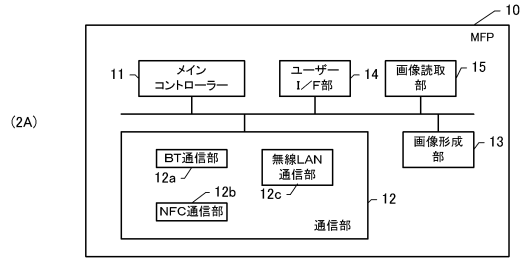 10
MFP
11
メイン
コントローラー
ユーザー
I/F部
14
画像読取
部
15
(2A)
画像形成
部
13
BT通信部
12a
無線LAN
通信部
12c
12b
NFC通信部
12
通信部